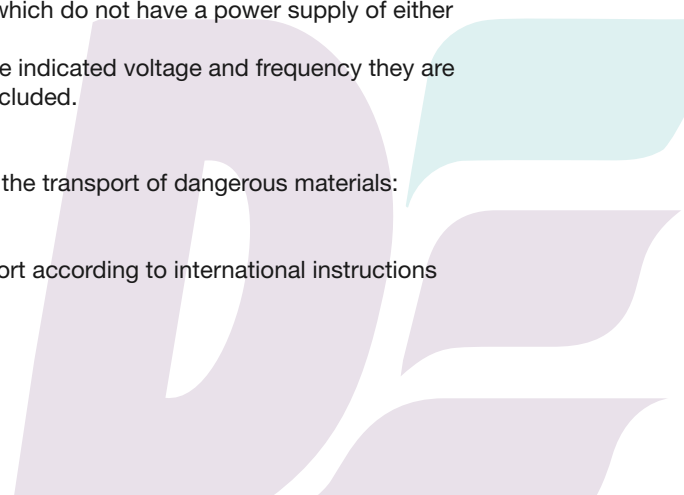 which do not have a power supply of either
e indicated voltage and frequency they are
cluded.
the transport of dangerous materials:
ort according to international instructions